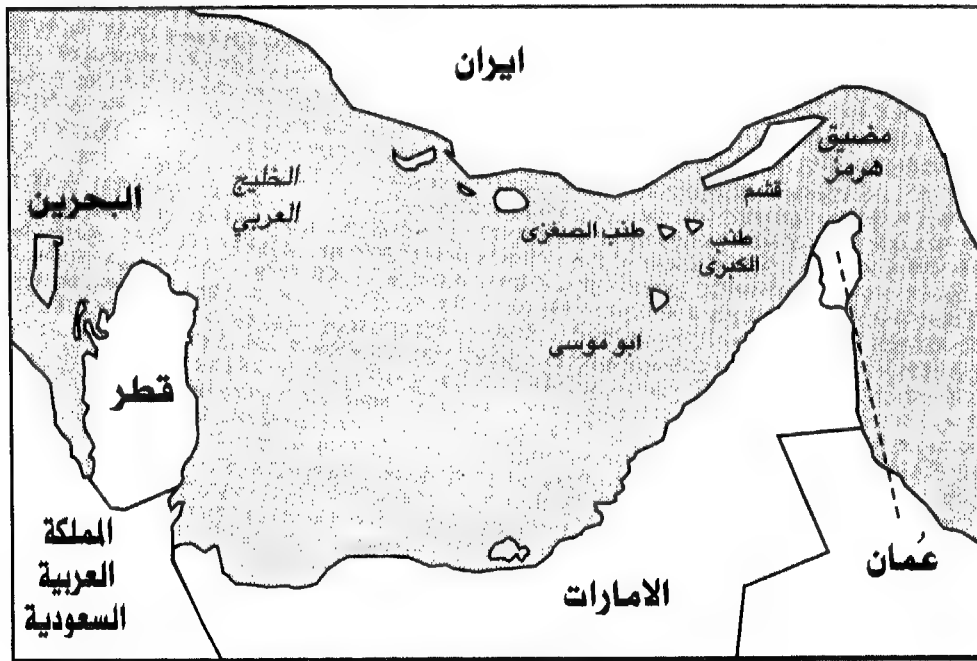 ايران
مضيق
هرمز
قشم
الخليج
العربي
البحرين
طنب الصغرى
طنب
الكبرى
ابو موسى
قطر
المملكة
العربية
السعودية
الامارات
عُمان